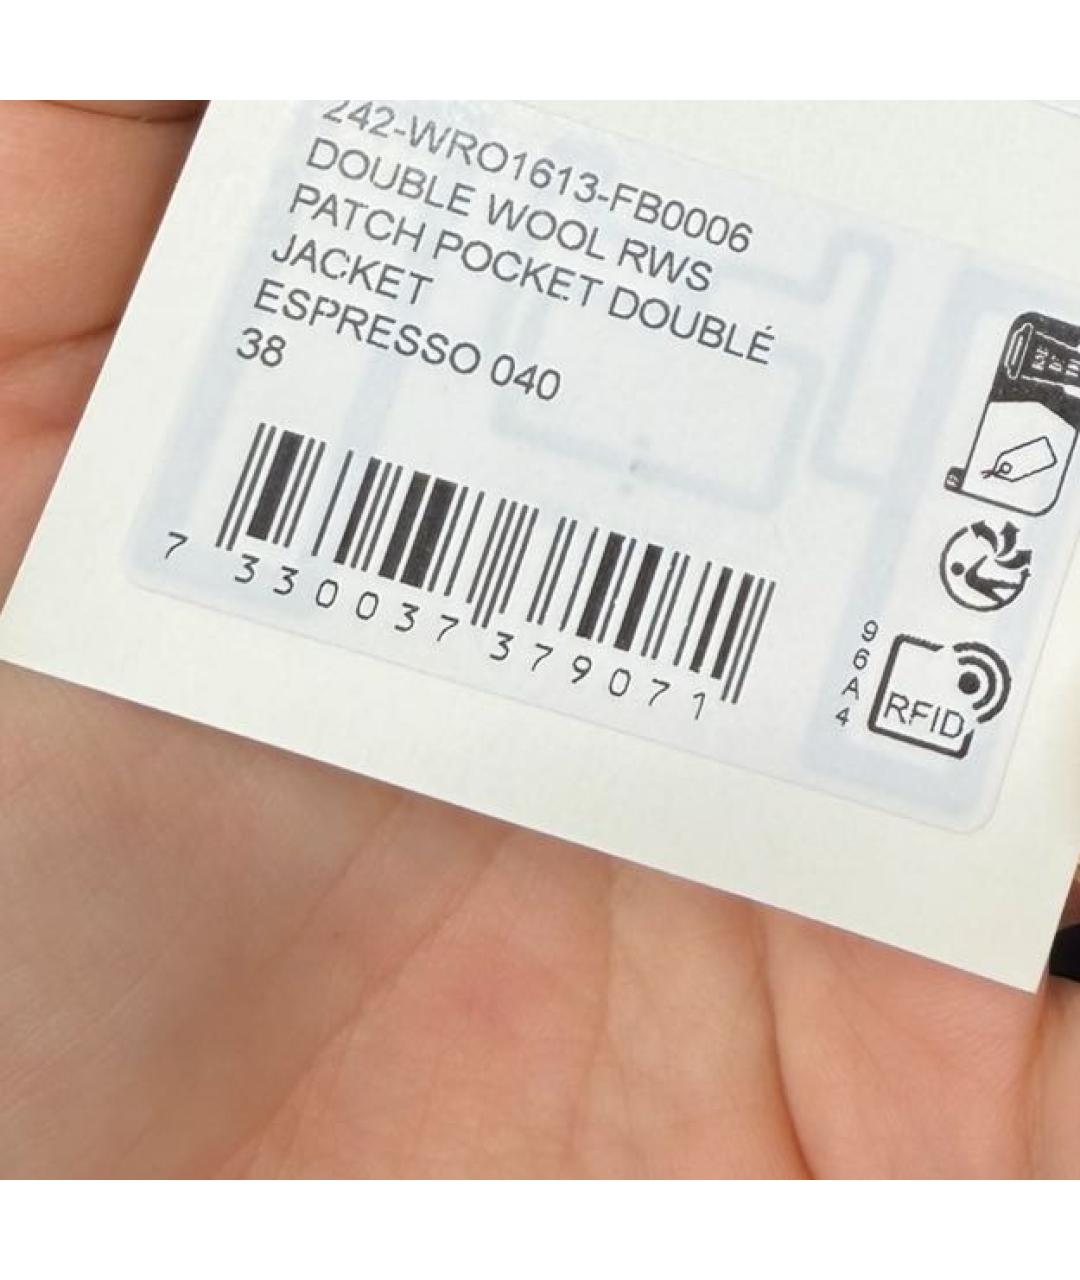 242-WRO1613-FB0006
DOUBLE WOOL RWS
PATCH POCKET DOUBLÉ
JACKET
ESPRESSO 040
38
7 330037 379071
96A4
RFID